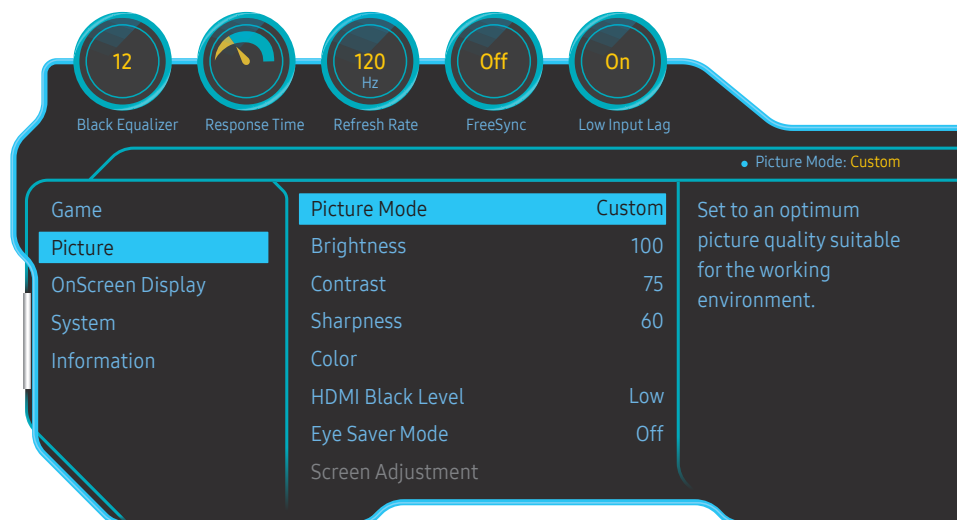 12
120
Hz
Off
On
Black Equalizer
Response Time
Refresh Rate
FreeSync
Low Input Lag
• Picture Mode: Custom
Game
Picture
OnScreen Display
System
Information
Picture Mode Custom
Brightness 100
Contrast 75
Sharpness 60
Color
HDMI Black Level Low
Eye Saver Mode Off
Screen Adjustment
Set to an optimum
picture quality suitable
for the working
environment.